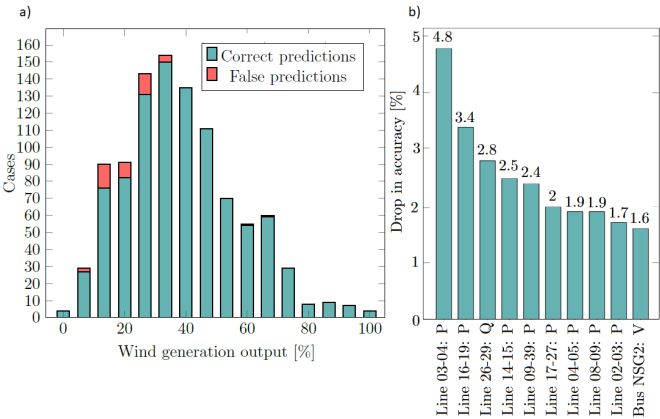 a)
Correct predictions
False predictions
Cases
160
150
140
130
120
110
100
90
80
70
60
50
40
30
20
10
0
0 20 40 60 80 100
Wind generation output [%]
b)
Drop in accuracy [%]
5
4
3
2
1
0
4.8
3.4
2.8
2.5
2.4
2
1.9
1.9
1.7
1.6
Line 03-04: P
Line 16-19: P
Line 26-29: Q
Line 14-15: P
Line 09-39: P
Line 17-27: P
Line 04-05: P
Line 08-09: P
Line 02-03: P
Bus NSG2: V